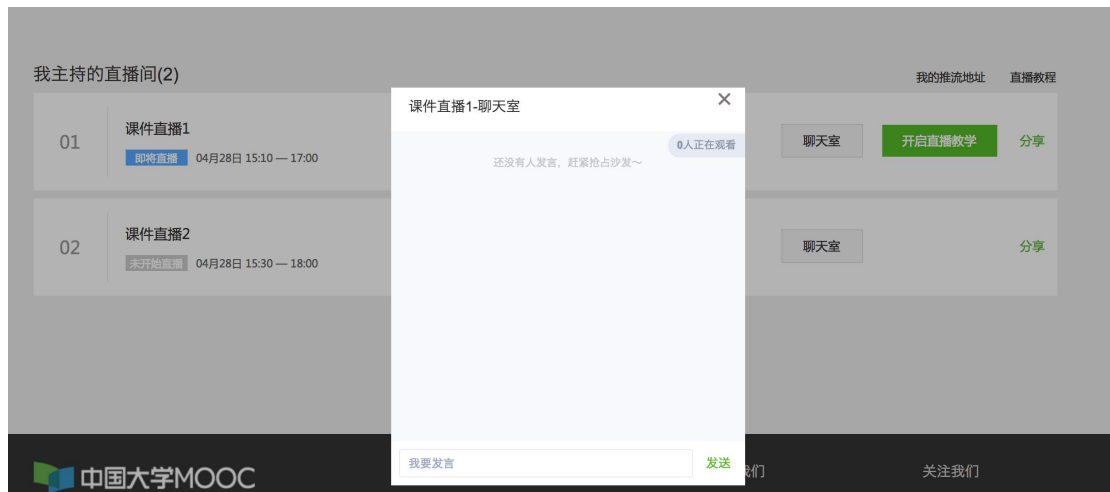 我主持的直播间(2)
我的推流地址 直播教程
01
课件直播1
即将直播 04月28日 15:10 — 17:00
聊天室 开启直播教学 分享
02
课件直播2
未开始直播 04月28日 15:30 — 18:00
聊天室 分享
课件直播1-聊天室
0人正在观看
还没有人发言，赶紧抢占沙发～
我要发言 发送
中国大学MOOC
我们
关注我们